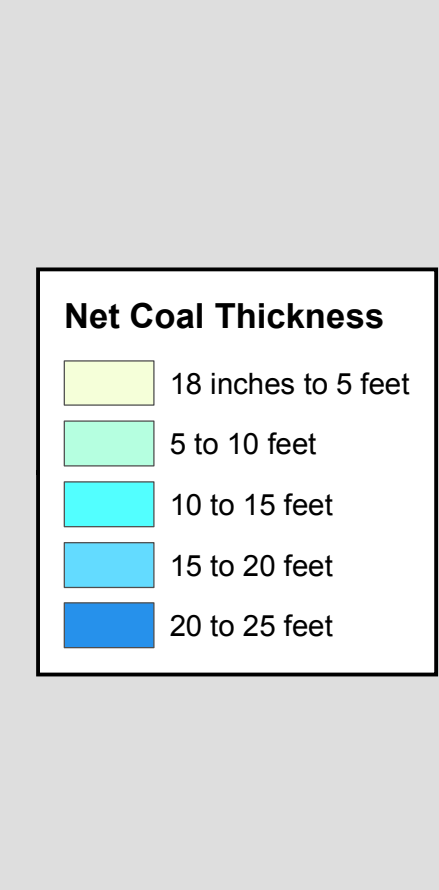 Net Coal Thickness
18 inches to 5 feet
5 to 10 feet
10 to 15 feet
15 to 20 feet
20 to 25 feet